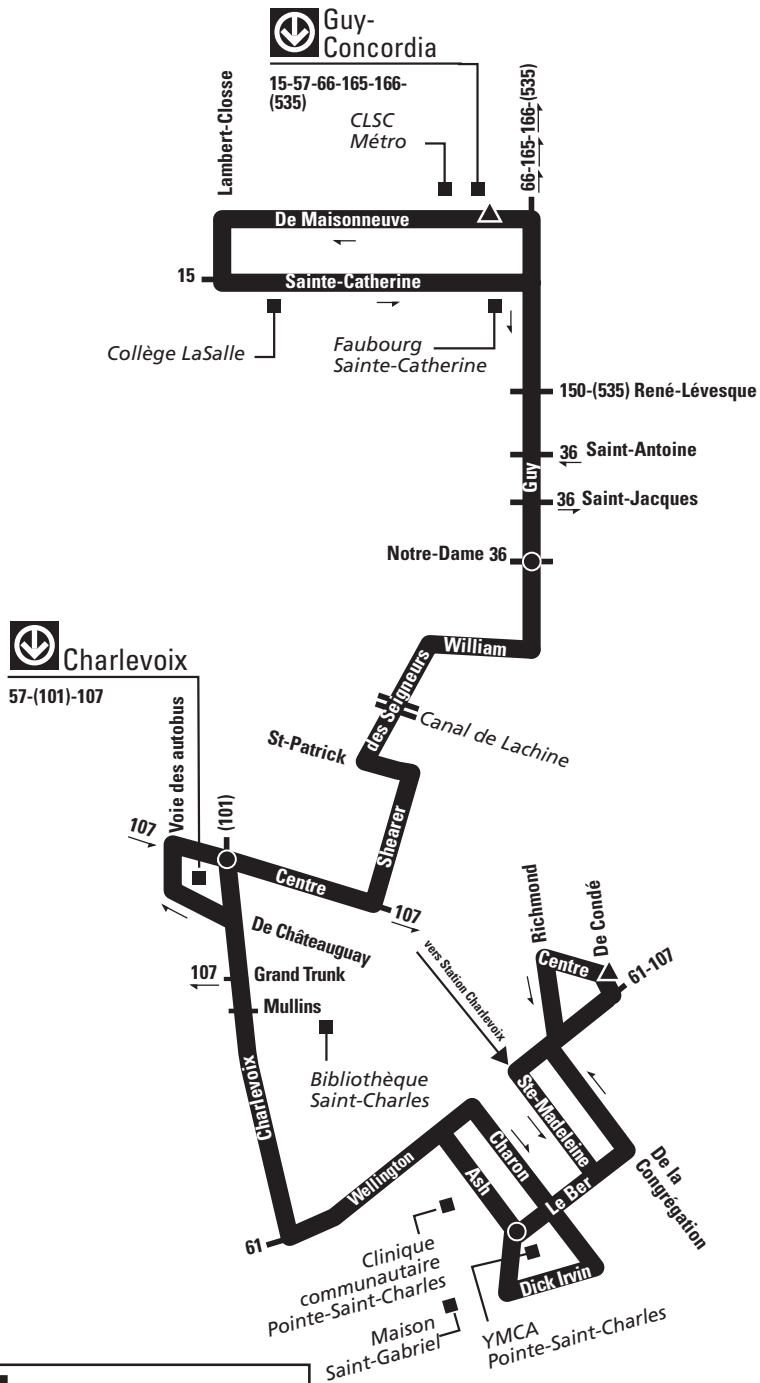 Guy-
Concordia
15-57-66-165-166-
(535)
Lambert-Closse
CLSC
Métro
66-165-166-(535)
De Maisonneuve
15
Sainte-Catherine
Collège LaSalle
Faubourg
Sainte-Catherine
150-(535) René-Lévesque
36 Saint-Antoine
Guy
36 Saint-Jacques
Notre-Dame 36
William
Charlevoix
57-(101)-107
des Seigneurs
Canal de Lachine
St-Patrick
Voie des autobus
(101)
107
Shearer
Centre
107
De Châteauguay
vers Station Charlevoix
Richmond
De Condé
Centre
61-107
107
Grand Trunk
Mullins
Bibliothèque
Saint-Charles
Charlevoix
Ste-Madeleine
Charon
Wellington
Ash
Le Ber
De la
Congrégation
61
Clinique
communautaire
Pointe-Saint-Charles
Dick Irvin
Maison
Saint-Gabriel
YMCA
Pointe-Saint-Charles